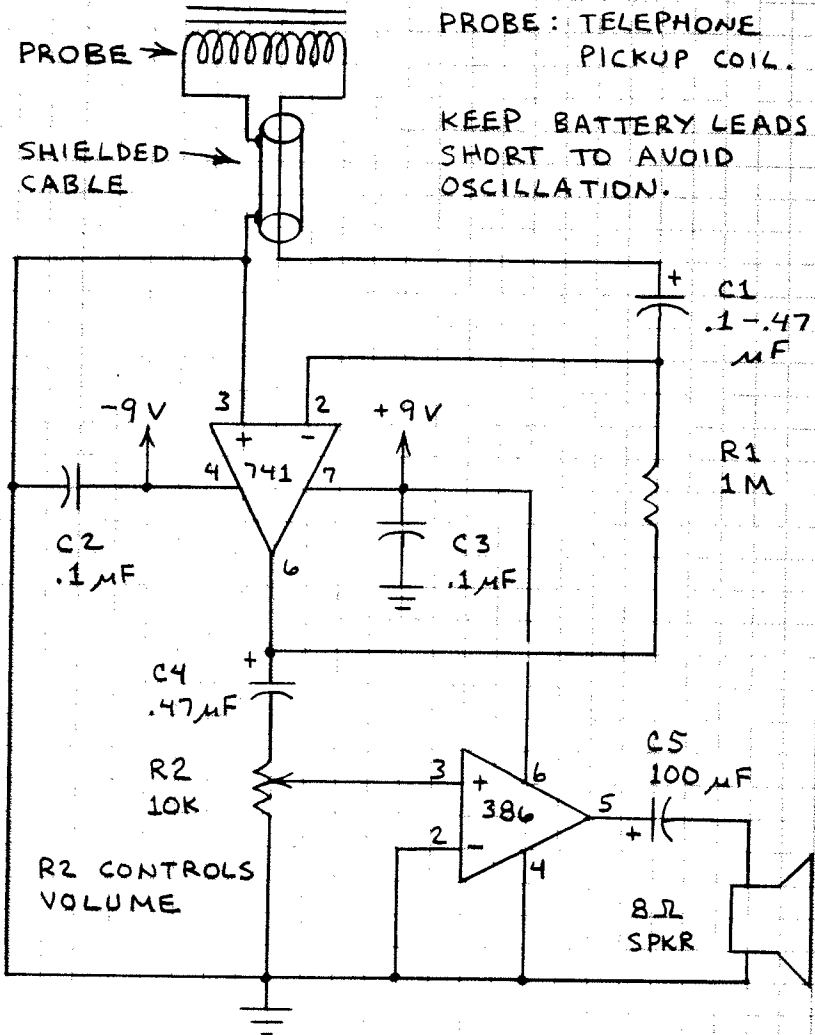 PROBE : TELEPHONE
PICKUP COIL.
PROBE
KEEP BATTERY LEADS
SHORT TO AVOID
OSCILLATION.
SHIELDED
CABLE
+
C1
.1-.47
µF
-9V
3
2
+9V
+
-
4
741
7
R1
1M
C2
.1µF
6
C3
.1µF
+
C4
.47µF
R2
10K
3
+
6
C5
100µF
386
5
+
2
-
4
R2 CONTROLS
VOLUME
8Ω
SPKR